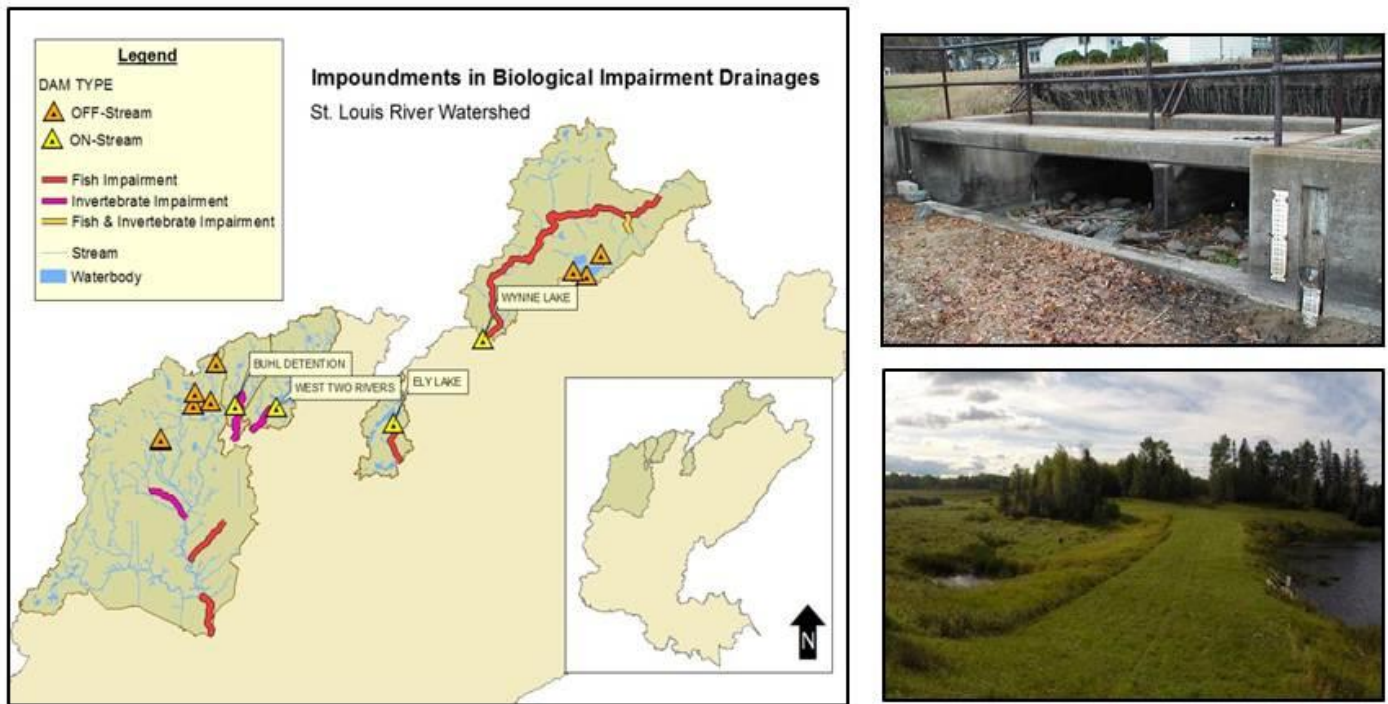 Legend
DAM TYPE
OFF-Stream
ON-Stream
Fish Impairment
Invertebrate Impairment
Fish & Invertebrate Impairment
Stream
Waterbody
Impoundments in Biological Impairment Drainages
St. Louis River Watershed
WYNNE LAKE
BUHL DETENTION
WEST TWO RIVERS
ELY LAKE
N